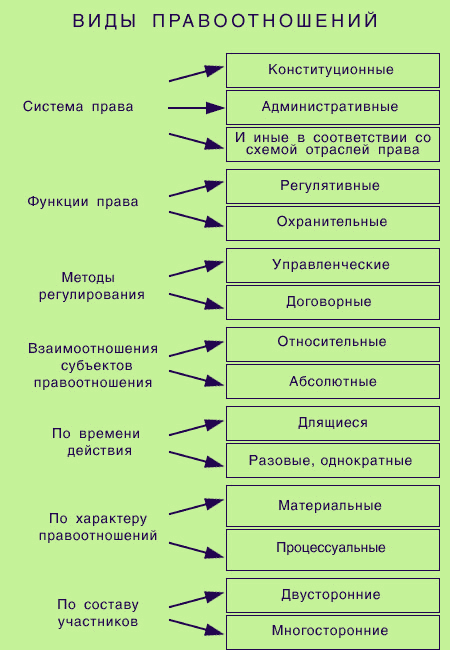 ВИДЫ ПРАВООТНОШЕНИЙ
Система права
Конституционные
Административные
И иные в соответствии со
схемой отраслей права
Функции права
Регулятивные
Охранительные
Методы
регулирования
Управленческие
Договорные
Взаимоотношения
субъектов
правоотношения
Относительные
Абсолютные
По времени
действия
Длящиеся
Разовые, однократные
По характеру
правоотношений
Материальные
Процессуальные
По составу
участников
Двусторонние
Многосторонние